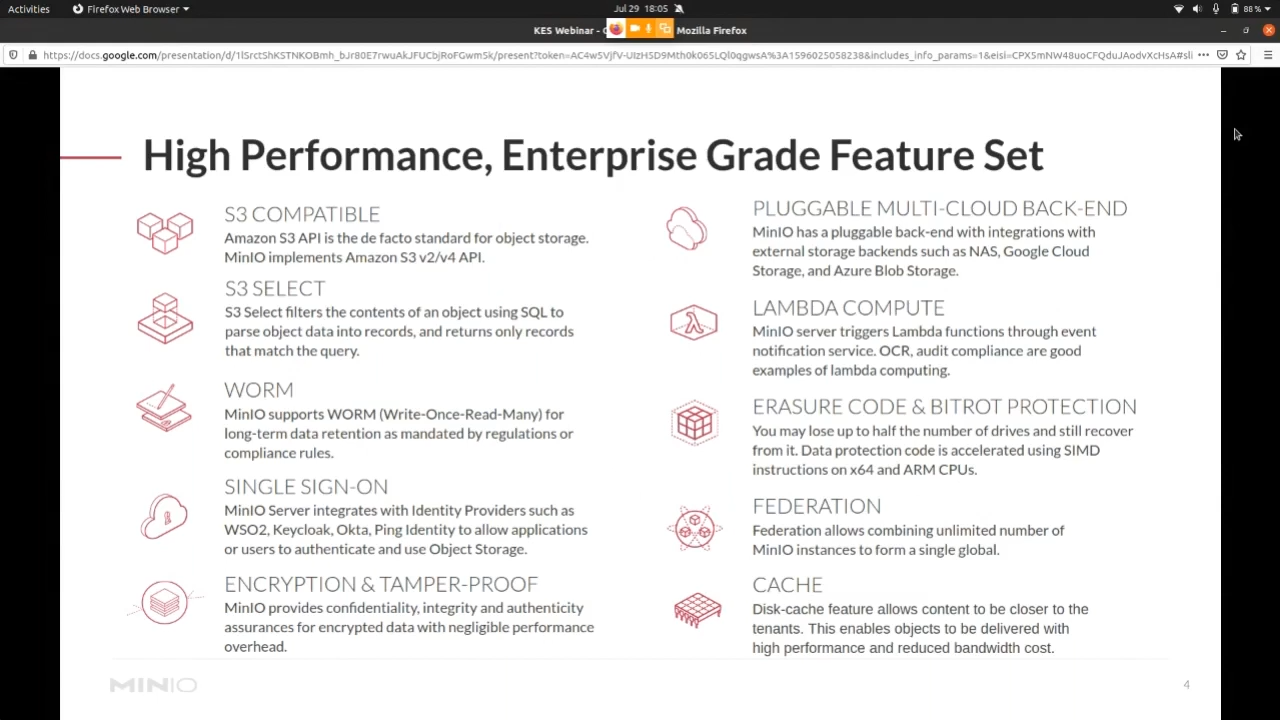 Activities
Firefox Web Browser
Jul 29 18:05
88%
KES Webinar -
Mozilla Firefox
S3 COMPATIBLE
High Performance, Enterprise Grade Feature Set
Amazon S3 API is the de facto standard for object storage.
MinIO implements Amazon S3 v2/v4 API.
S3 SELECT
S3 Select filters the contents of an object using SQL to
parse object data into records, and returns only records
that match the query.
WORM
MinIO supports WORM (Write-Once-Read-Many) for
long-term data retention as mandated by regulations or
compliance rules.
SINGLE SIGN-ON
MinIO Server integrates with Identity Providers such as
WSO2, Keycloak, Okta, Ping Identity to allow applications
or users to authenticate and use Object Storage.
ENCRYPTION & TAMPER-PROOF
MinIO provides confidentiality, integrity and authenticity
assurances for encrypted data with negligible performance
overhead.
PLUGGABLE MULTI-CLOUD BACK-END
MinIO has a pluggable back-end with integrations with
external storage backends such as NAS, Google Cloud
Storage, and Azure Blob Storage.
LAMBDA COMPUTE
MinIO server triggers Lambda functions through event
notification service. OCR, audit compliance are good
examples of lambda computing.
ERASURE CODE & BITROT PROTECTION
You may lose up to half the number of drives and still recover
from it. Data protection code is accelerated using SIMD
instructions on x64 and ARM CPUs.
FEDERATION
Federation allows combining unlimited number of
MinIO instances to form a single global.
CACHE
Disk-cache feature allows content to be closer to the
tenants. This enables objects to be delivered with
high performance and reduced bandwidth cost.
MINIO
4